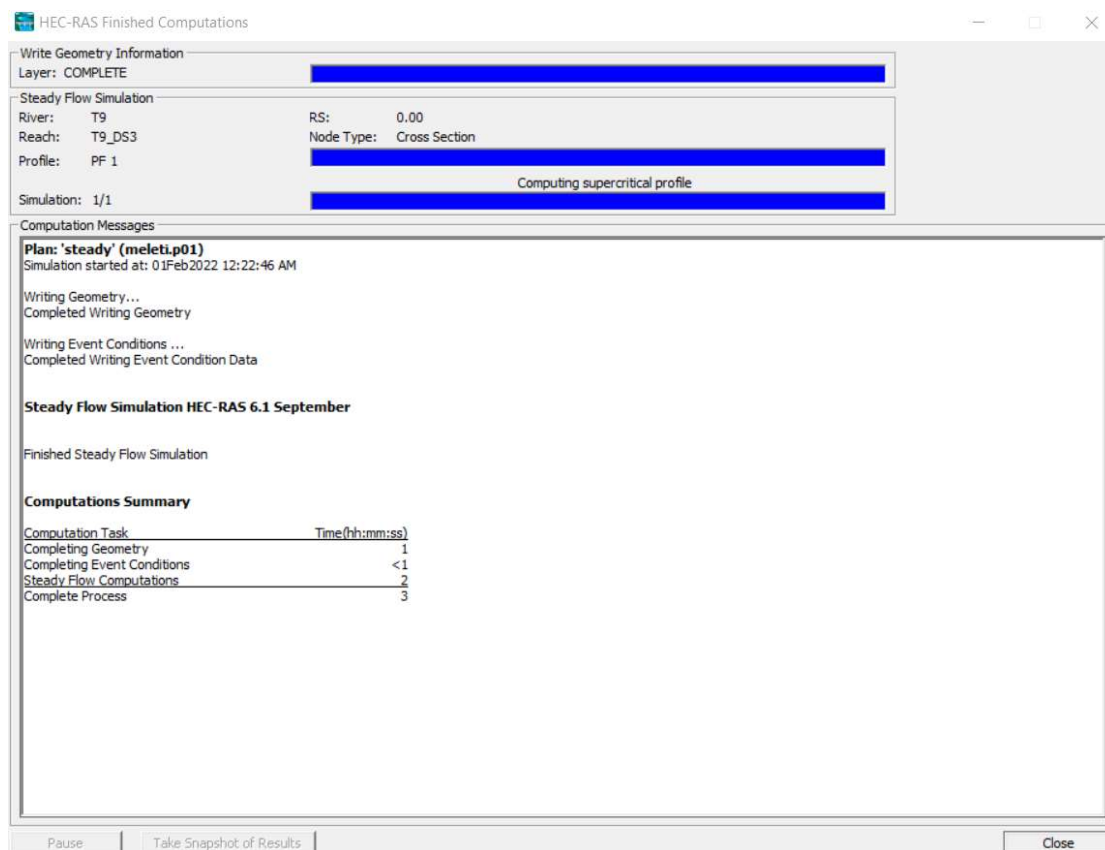 HEC-RAS Finished Computations
Write Geometry Information
Layer: COMPLETE
Steady Flow Simulation
River: T9 RS: 0.00
Reach: T9_DS3 Node Type: Cross Section
Profile: PF 1
Computing supercritical profile
Simulation: 1/1
Computation Messages
Plan: 'steady' (meleti.p01)
Simulation started at: 01Feb2022 12:22:46 AM
Writing Geometry...
Completed Writing Geometry
Writing Event Conditions ...
Completed Writing Event Condition Data
Steady Flow Simulation HEC-RAS 6.1 September
Finished Steady Flow Simulation
Computations Summary
Computation Task Time(hh:mm:ss)
Completing Geometry 1
Completing Event Conditions <1
Steady Flow Computations 2
Complete Process 3
Pause Take Snapshot of Results Close